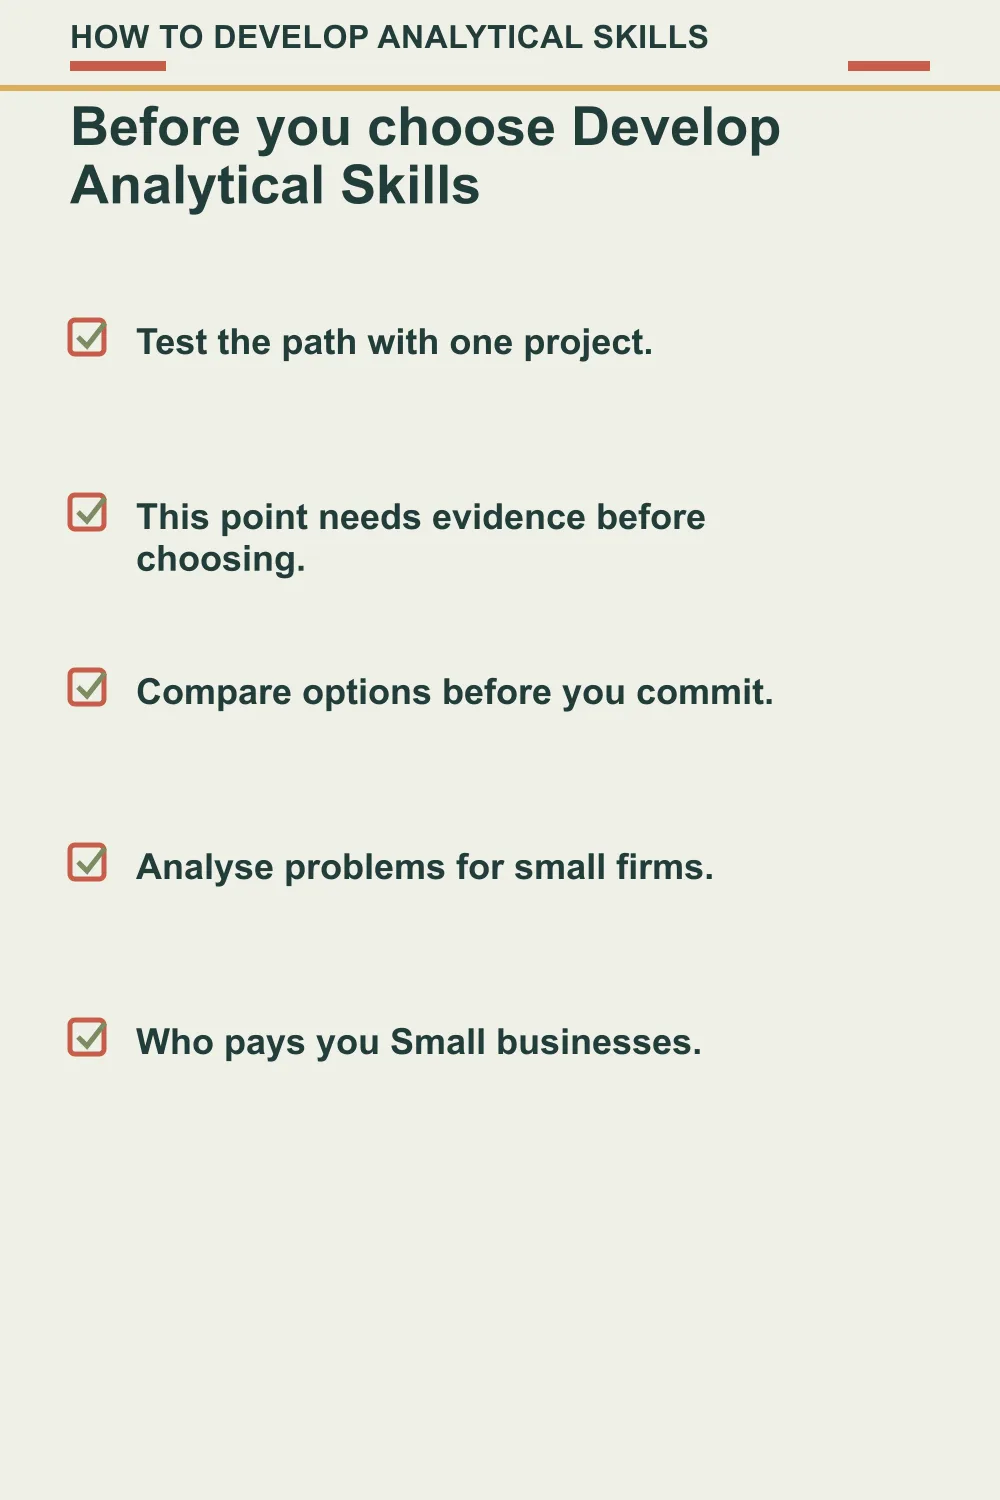 HOW TO DEVELOP ANALYTICAL SKILLS
Before you choose Develop
Analytical Skills
Test the path with one project.
This point needs evidence before
choosing.
Compare options before you commit.
Analyse problems for small firms.
Who pays you Small businesses.